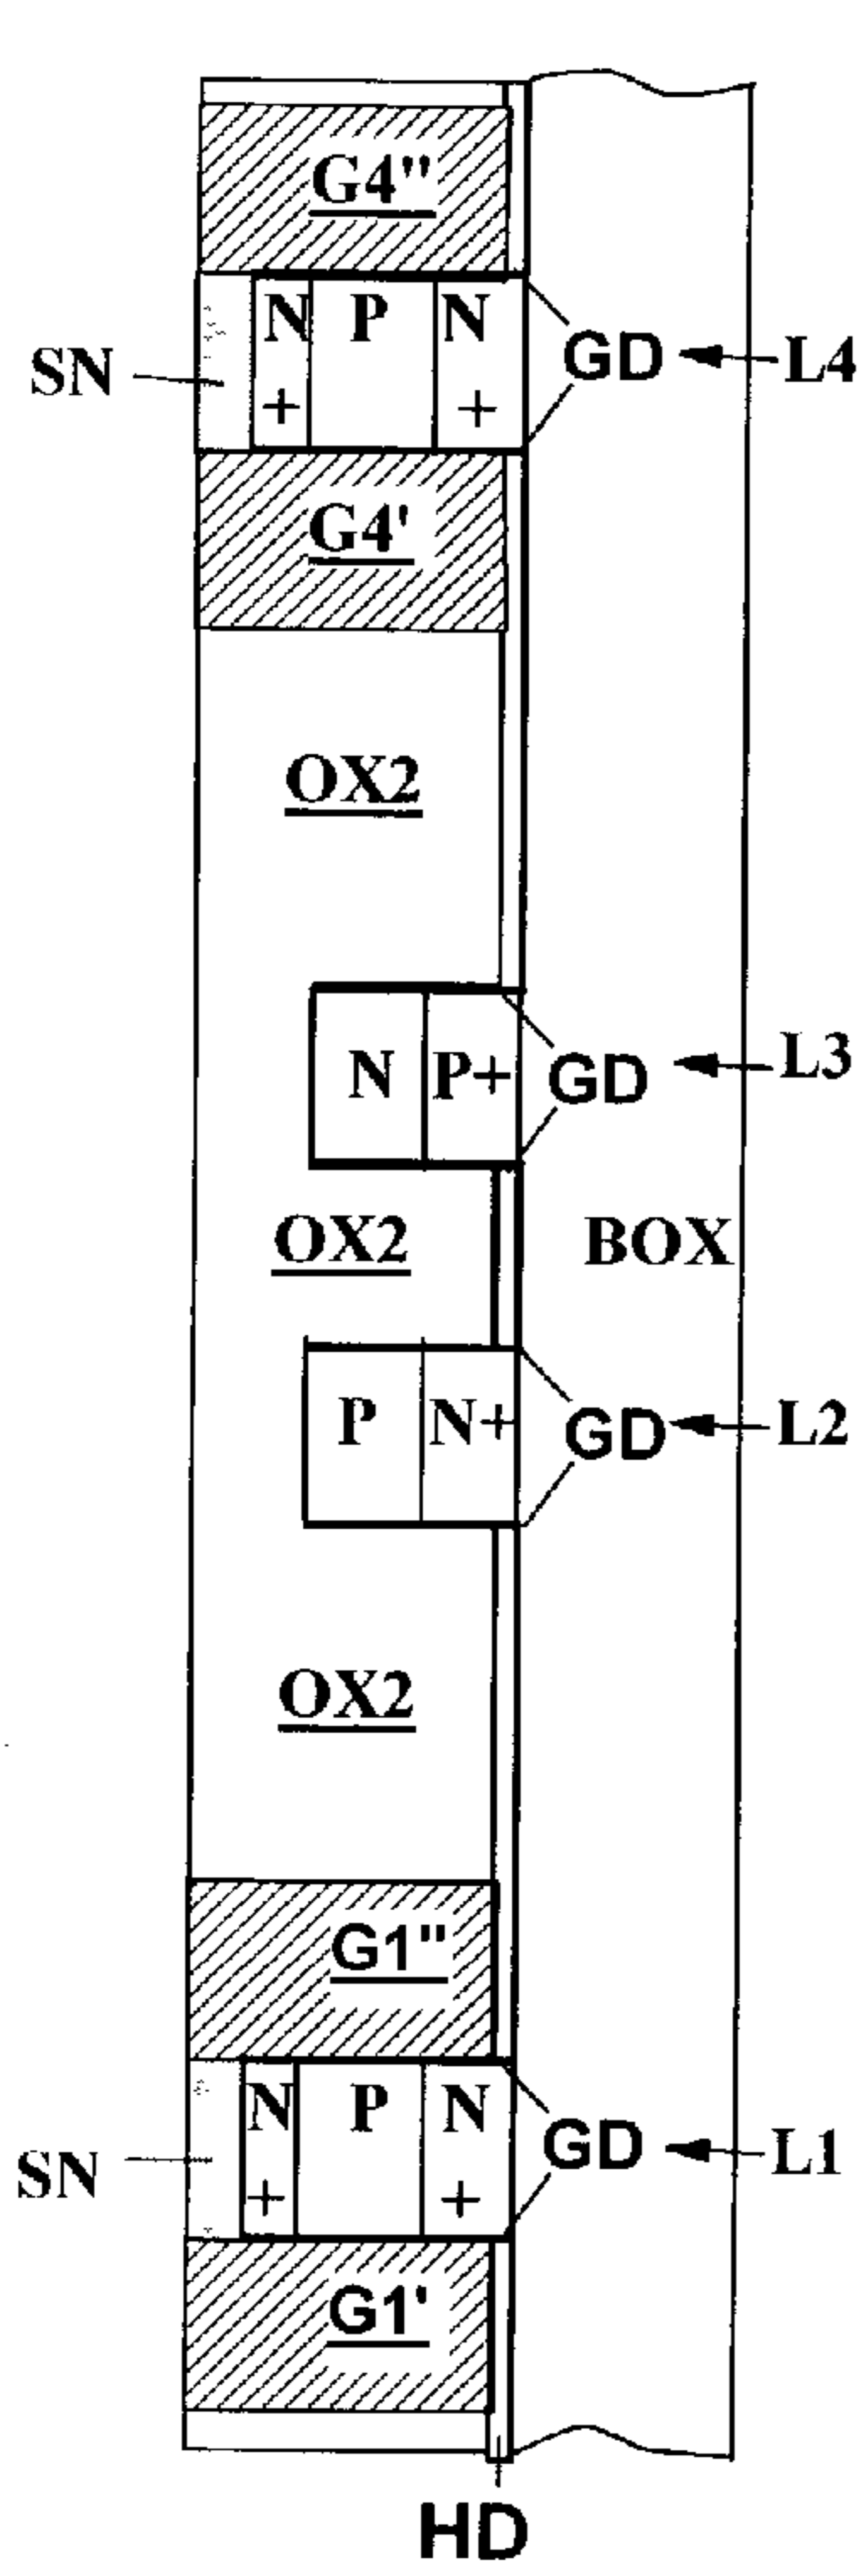 G4"
N P N
+ +
SN
GD
L4
G4'
OX2
N P+
GD
L3
OX2
BOX
P N+
GD
L2
OX2
G1"
N P N
+ +
SN
GD
L1
G1'
HD